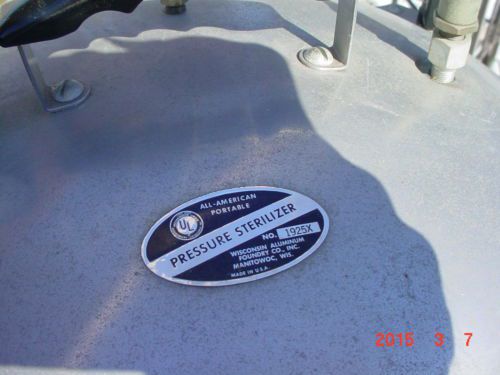 ALL-AMERICAN
PORTABLE
UL
PRESSURE STERILIZER
NO. 1925X
WISCONSIN ALUMINUM
FOUNDRY CO., INC.
MANITOWOC, WIS.
MADE IN U.S.A.
2015 3 7